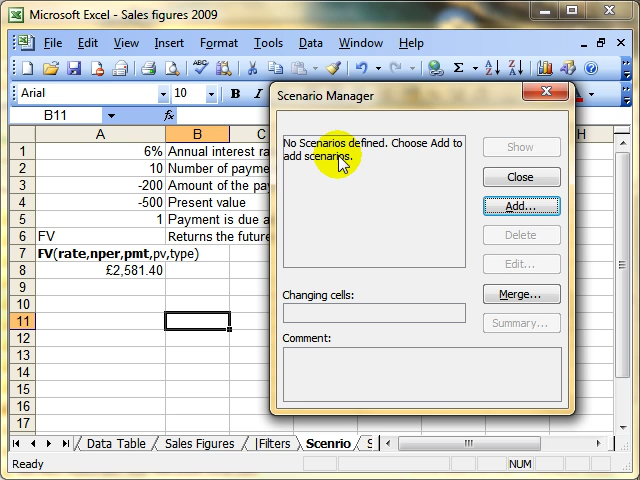 Microsoft Excel - Sales figures 2009
File Edit View Insert Format Tools Data Window Help
Arial 10 B I
B11 fx
Scenario Manager
No Scenarios defined. Choose Add to
add scenarios.
Show
Close
Add...
Delete
Edit...
Merge...
Summary...
Changing cells:
Comment:
A B C H
1 6% Annual interest ra
2 10 Number of payme
3 -200 Amount of the pa
4 -500 Present value
5 1 Payment is due a
6 FV Returns the future
7 FV(rate,nper,pmt,pv,type)
8 £2,581.40
9
10
11
12
13
14
15
16
17
Data Table Sales Figures |Filters Scenrio S
Ready NUM